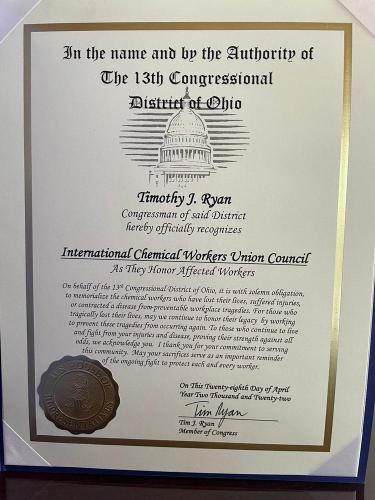 In the name and by the Authority of
The 13th Congressional
District of Ohio
Timothy J. Ryan
Congressman of said District
hereby officially recognizes
International Chemical Workers Union Council
As They Honor Affected Workers
On behalf of the 13th Congressional District of Ohio, it is with solemn obligation,
to memorialize the chemical workers who have lost their lives, suffered injuries,
or contracted a disease from preventable workplace tragedies. For those who
tragically lost their lives, may we continue to honor their legacy by working
to prevent these tragedies from occurring again. To those who continue to live
and fight from your injuries and disease, proving their strength against all
odds, we acknowledge you. I thank you for your commitment to serving
this community. May your sacrifices serve as an important reminder
of the ongoing fight to protect each and every worker.
On This Twenty-eighth Day of April
Year Two Thousand and Twenty-two
Tim Ryan
Tim J. Ryan
Member of Congress